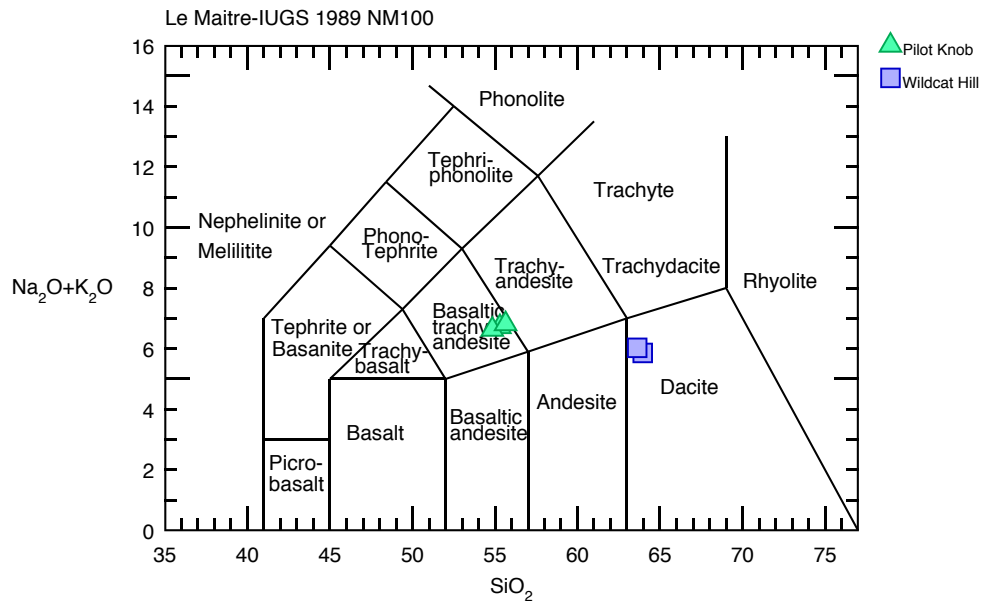 Le Maitre-IUGS 1989 NM100
Pilot Knob
Wildcat Hill
16
14
12
10
8
6
4
2
0
Na₂O+K₂O
Phonolite
Tephri-
phonolite
Trachyte
Nephelinite or
Melilitite
Phono-
Tephrite
Trachy-
andesite
Trachydacite
Rhyolite
Tephrite or
Basanite
Basaltic
trachy
andesite
Trachy-
basalt
Dacite
Basalt
Basaltic
andesite
Andesite
Picro-
basalt
35 40 45 50 55 60 65 70 75
SiO₂